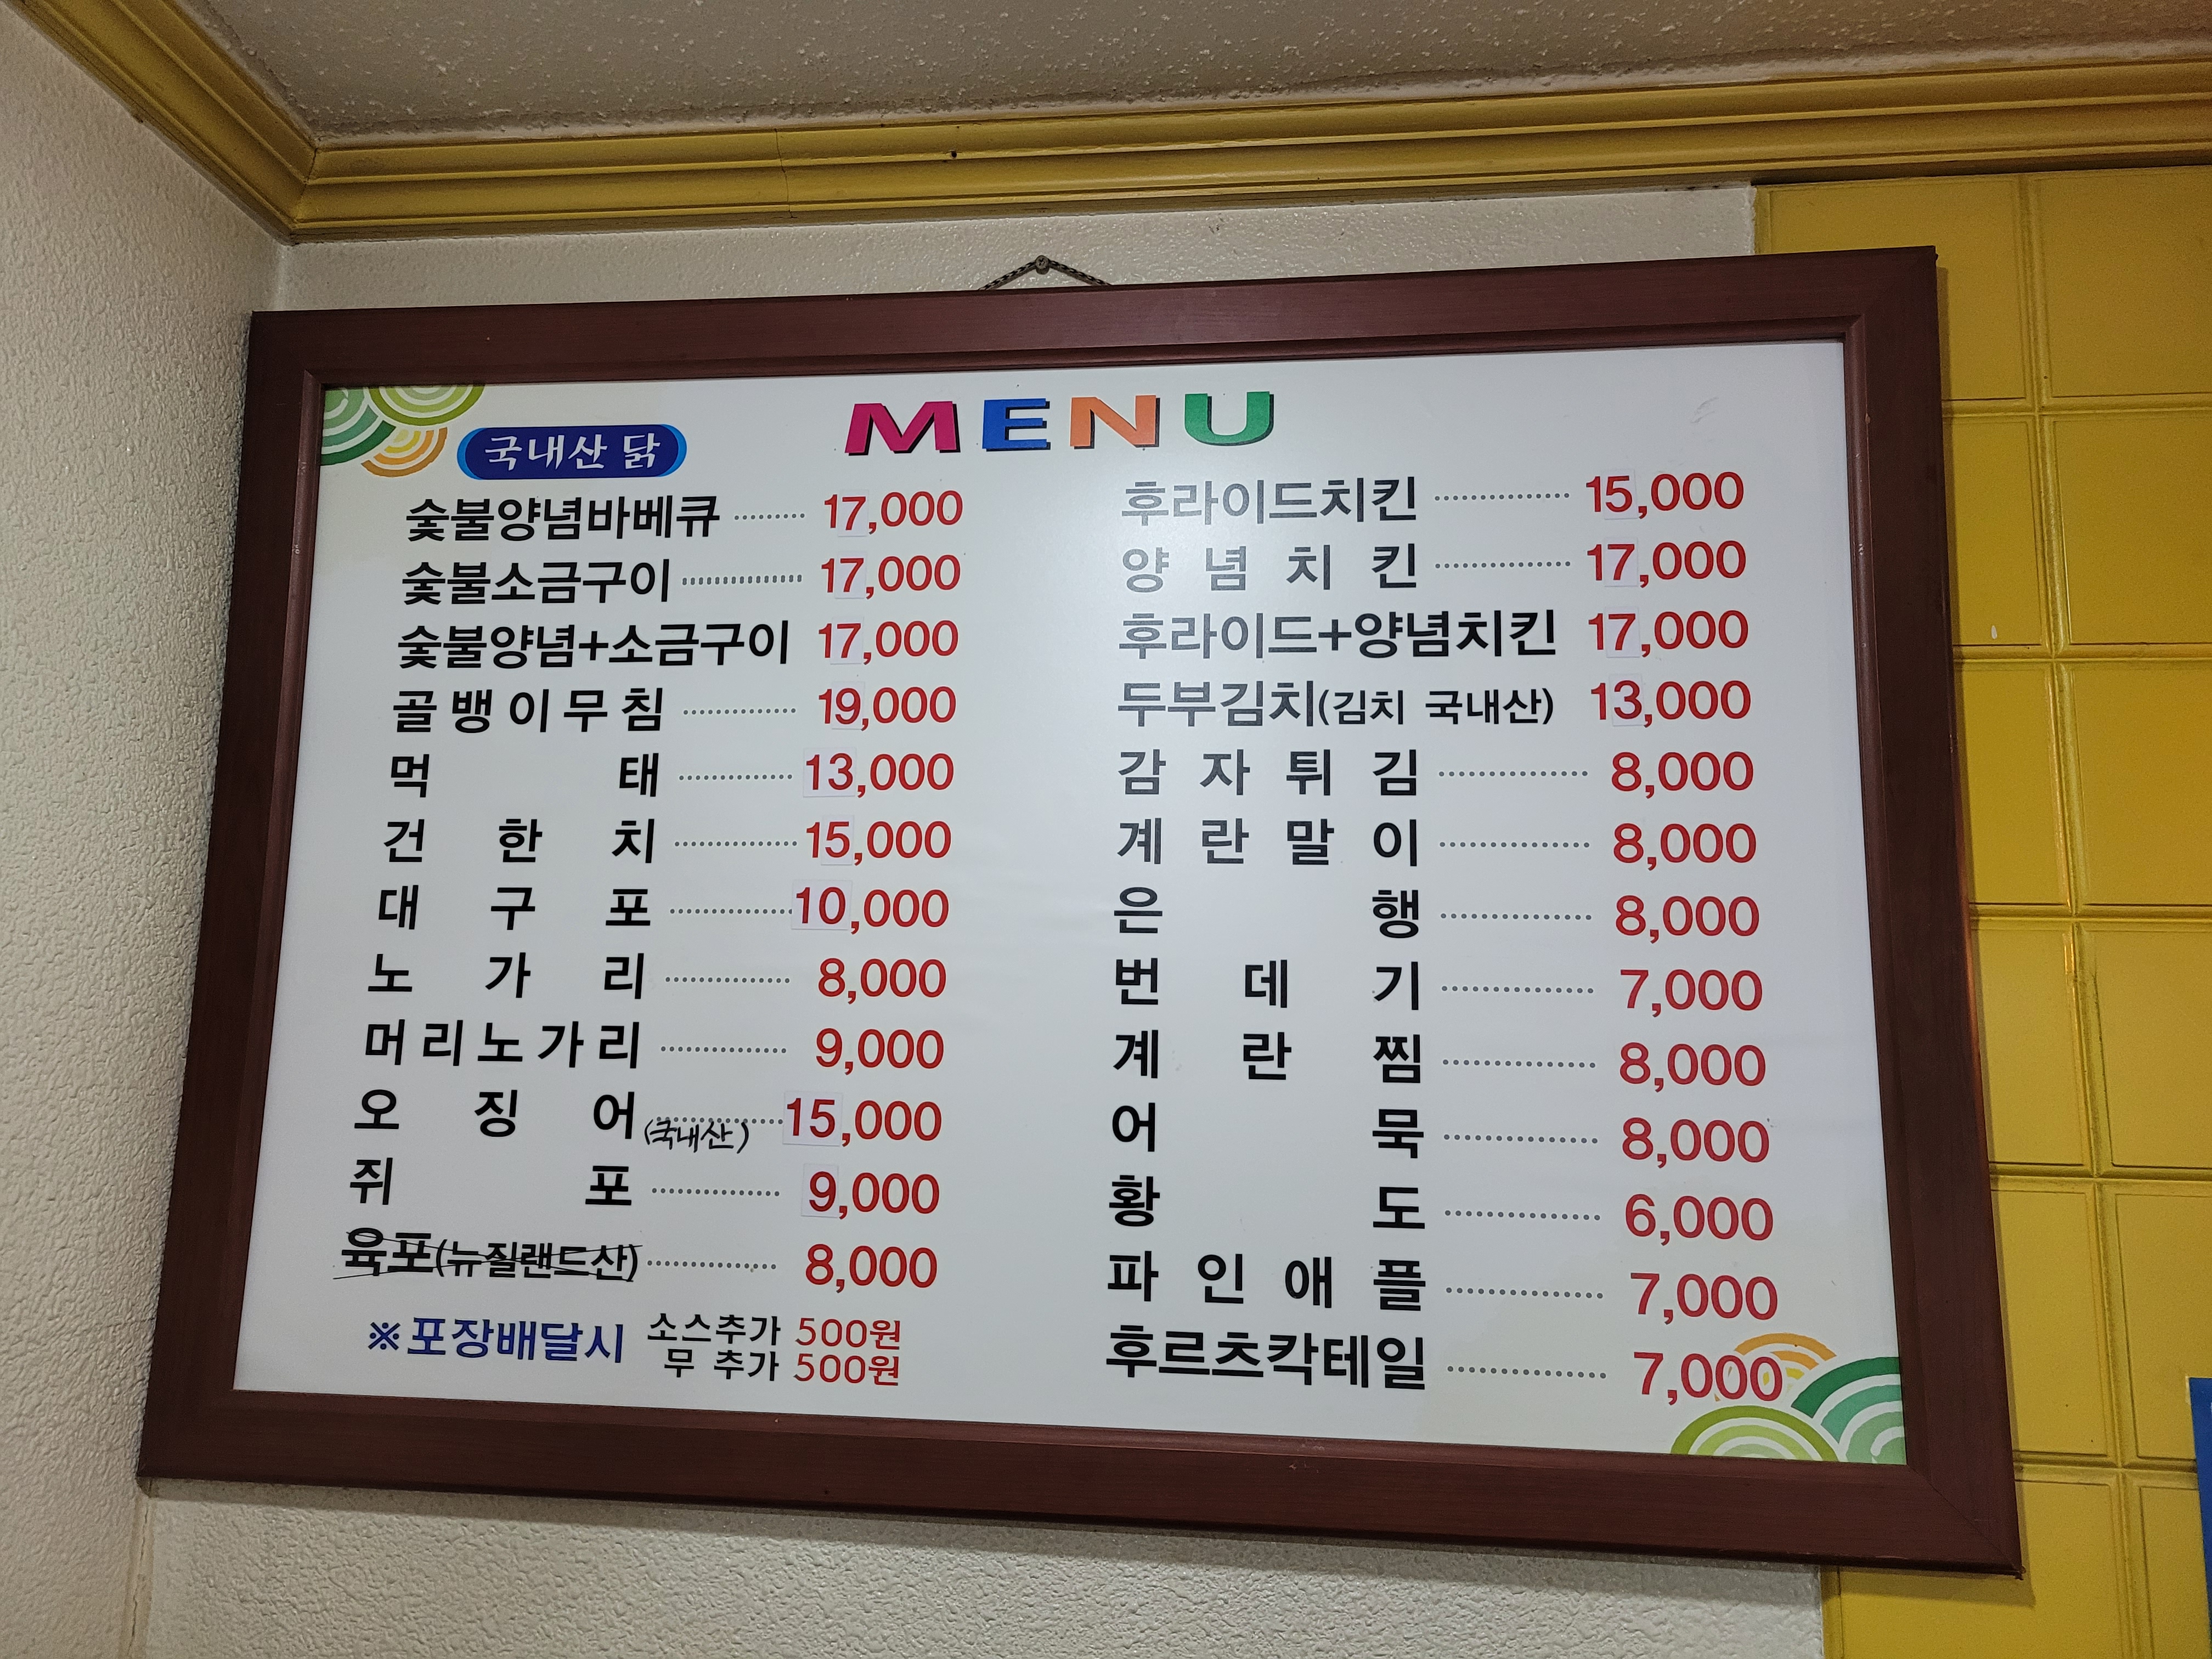 MENU
국내산 닭
숯불양념바베큐 ········ 17,000
숯불소금구이 ············ 17,000
숯불양념+소금구이 17,000
골뱅이무침 ············ 19,000
먹태 ············ 13,000
건한치 ············ 15,000
대구포 ············ 10,000
노가리 ············ 8,000
머리노가리 ············ 9,000
오징어(국내산) ············ 15,000
쥐포 ············ 9,000
육포(뉴질랜드산) ············ 8,000
※포장배달시 소스추가 500원
무 추가 500원
후라이드치킨 ············ 15,000
양념치킨 ············ 17,000
후라이드+양념치킨 17,000
두부김치(김치 국내산) 13,000
감자튀김 ············ 8,000
계란말이 ············ 8,000
은행 ············ 8,000
번데기 ············ 7,000
계란찜 ············ 8,000
어묵 ············ 8,000
황도 ············ 6,000
파인애플 ············ 7,000
후르츠칵테일 ············ 7,000